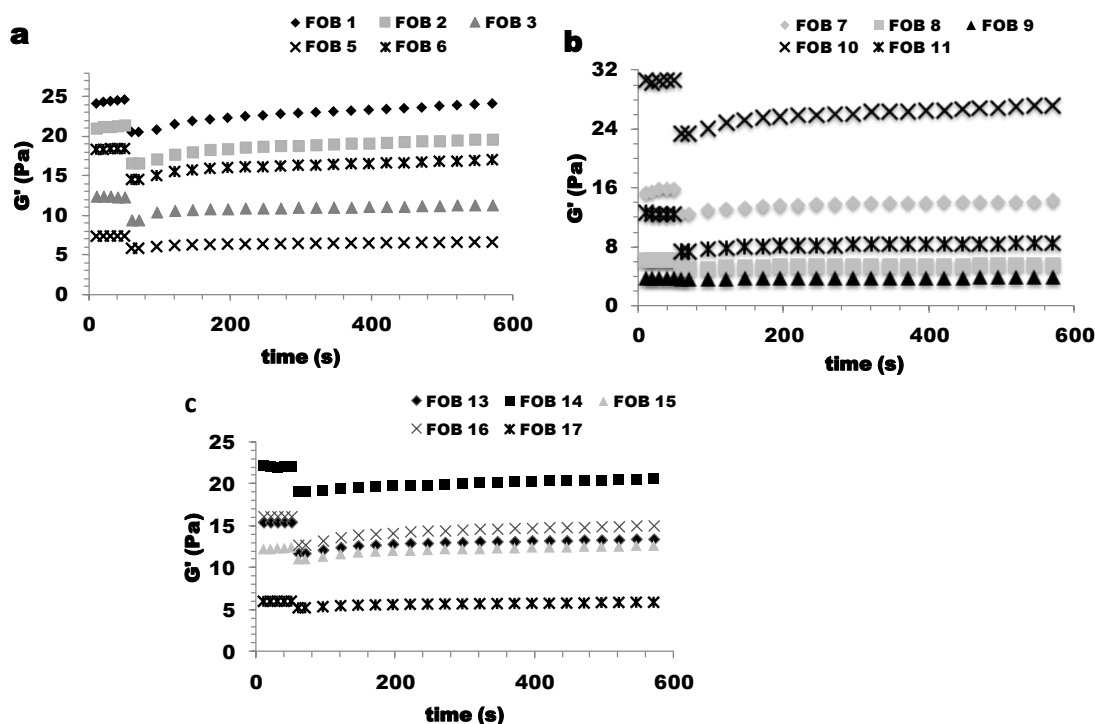 a
FOB 1 FOB 2 FOB 3
FOB 5 FOB 6
G' (Pa)
25
20
15
10
5
0
0 200 400 600
time (s)
b
FOB 7 FOB 8 FOB 9
FOB 10 FOB 11
G' (Pa)
32
24
16
8
0
0 200 400 600
time (s)
c
FOB 13 FOB 14 FOB 15
FOB 16 FOB 17
G' (Pa)
25
20
15
10
5
0
0 200 400 600
time (s)